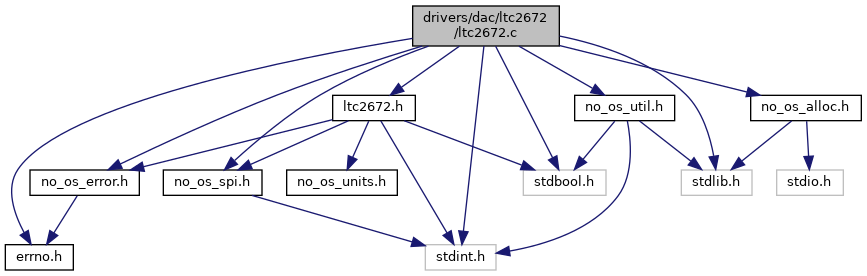 drivers/dac/ltc2672
/ltc2672.c
ltc2672.h
no_os_util.h
no_os_alloc.h
no_os_error.h
no_os_spi.h
no_os_units.h
stdbool.h
stdlib.h
stdio.h
errno.h
stdint.h